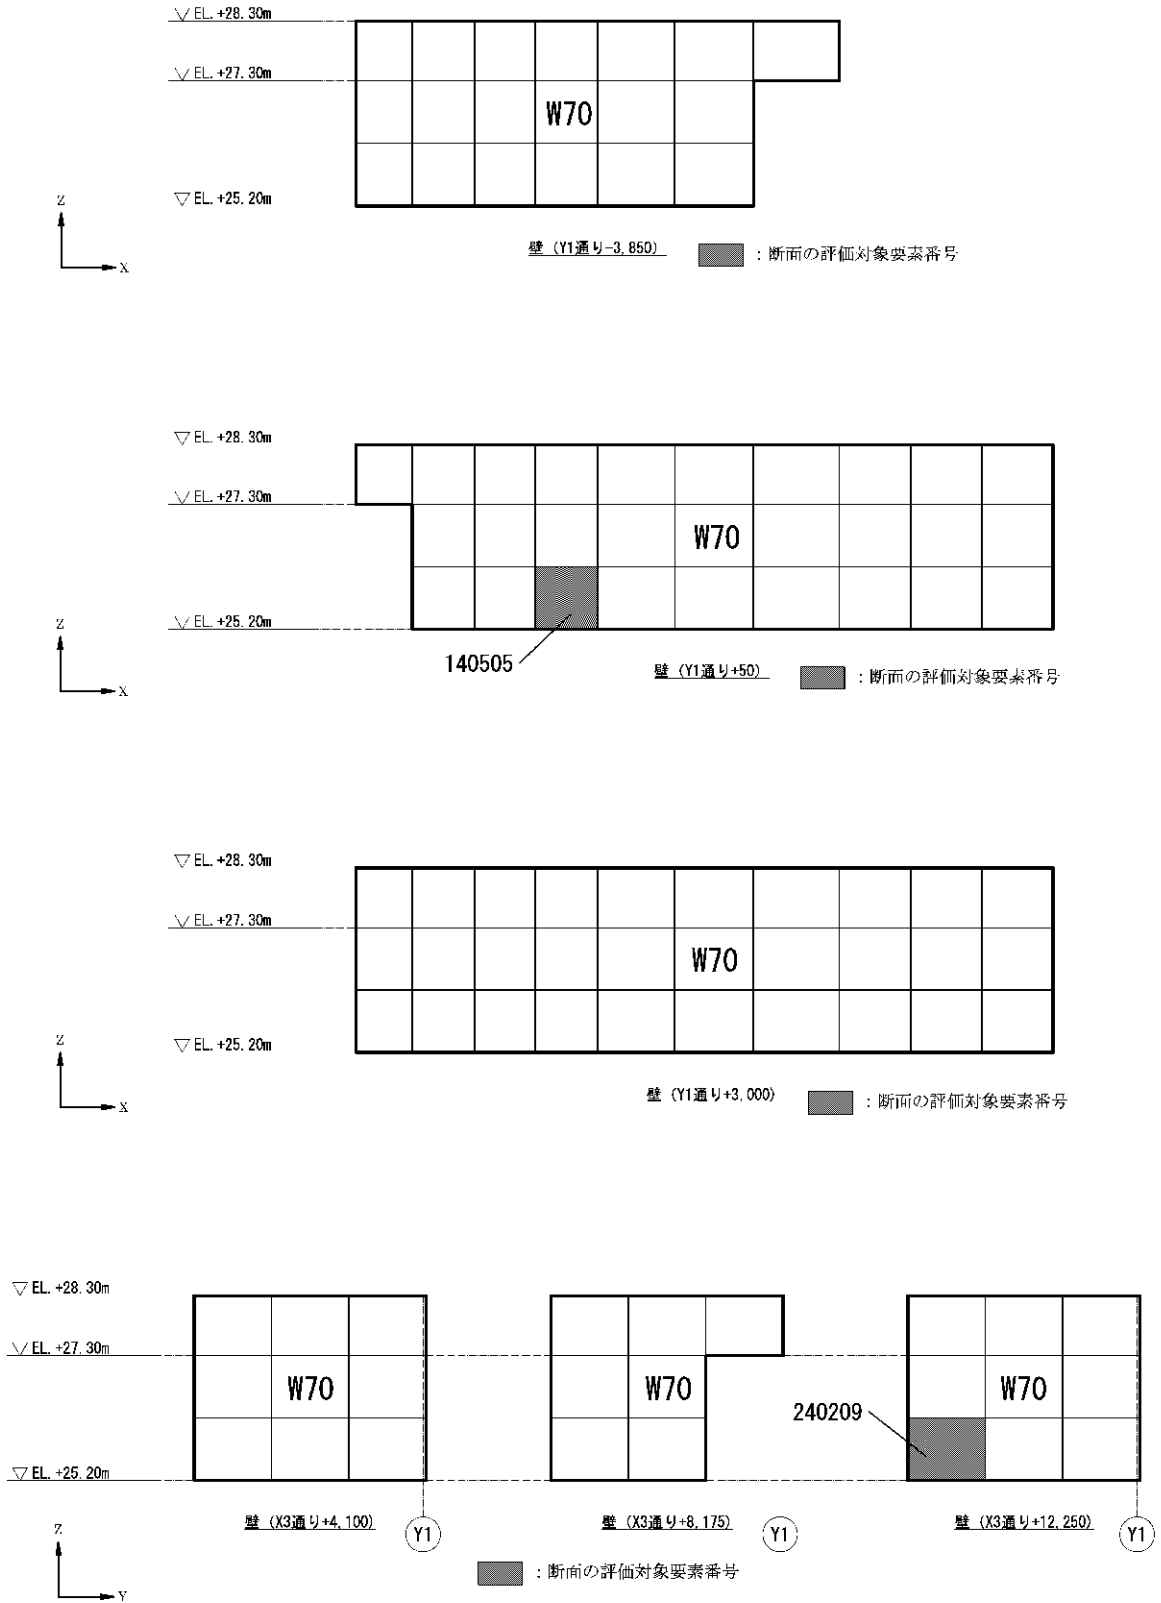 ▽ EL. +28.30m
▽ EL. +27.30m
W70
▽ EL. +25.20m
Z
X
壁 (Y1通り-3,850)
：断面の評価対象要素番号
▽ EL. +28.30m
▽ EL. +27.30m
W70
▽ EL. +25.20m
Z
X
140505
壁 (Y1通り+50)
：断面の評価対象要素番号
▽ EL. +28.30m
▽ EL. +27.30m
W70
▽ EL. +25.20m
Z
X
壁 (Y1通り+3,000)
：断面の評価対象要素番号
▽ EL. +28.30m
▽ EL. +27.30m
W70
W70
W70
240209
▽ EL. +25.20m
壁 (X3通り+4,100)
Y1
壁 (X3通り+8,175)
Y1
壁 (X3通り+12,250)
Y1
Z
Y
：断面の評価対象要素番号